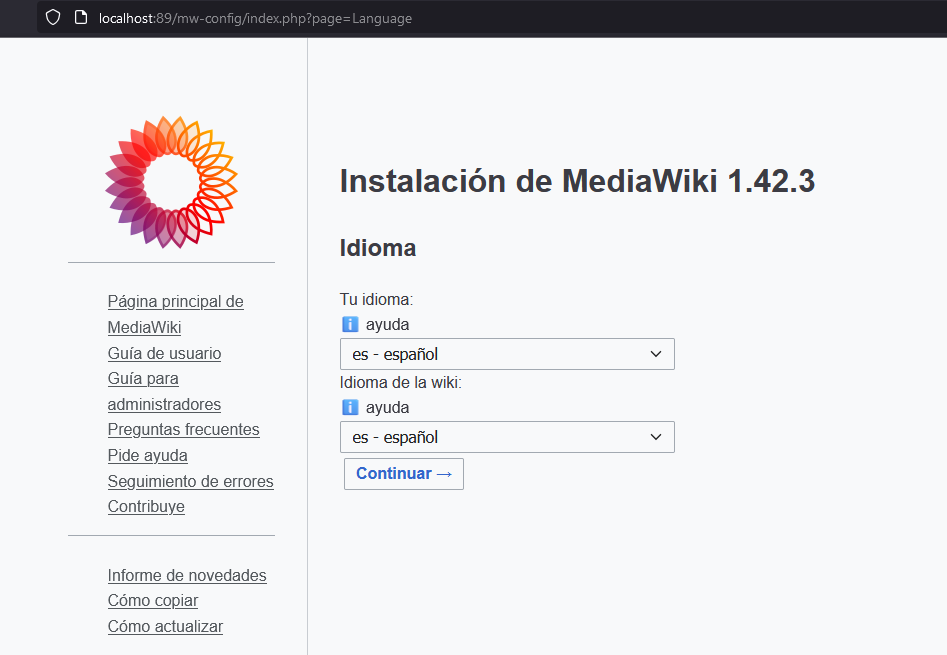 localhost:89/mw-config/index.php?page=Language
Página principal de
MediaWiki
Guía de usuario
Guía para
administradores
Preguntas frecuentes
Pide ayuda
Seguimiento de errores
Contribuye
Informe de novedades
Cómo copiar
Cómo actualizar
Instalación de MediaWiki 1.42.3
Idioma
Tu idioma:
i ayuda
es - español
Idioma de la wiki:
i ayuda
es - español
Continuar →